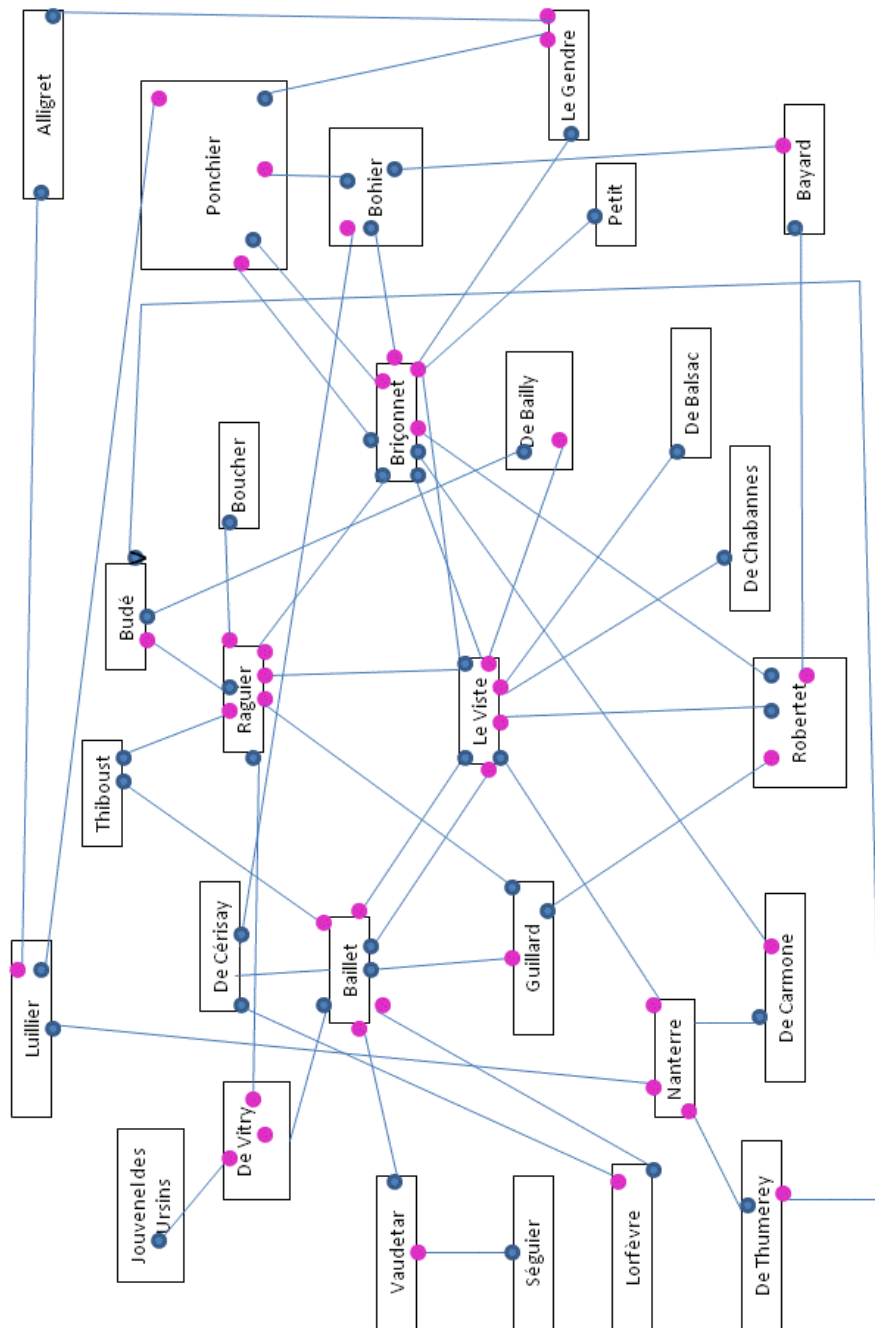 Luillier
Alligret
Jouvenel des
Ursins
Thiboust
Budé
Ponchier
De Vitry
De Cérisay
Raguier
Boucher
Baillet
Bohier
Vaudetar
Briçonnet
Le Viste
Séguier
Guillard
De Bailly
Le Gendre
Lorfèvre
Petit
Nanterre
De Balsac
De Chabannes
De Thumerey
De Carmone
Robertet
Bayard